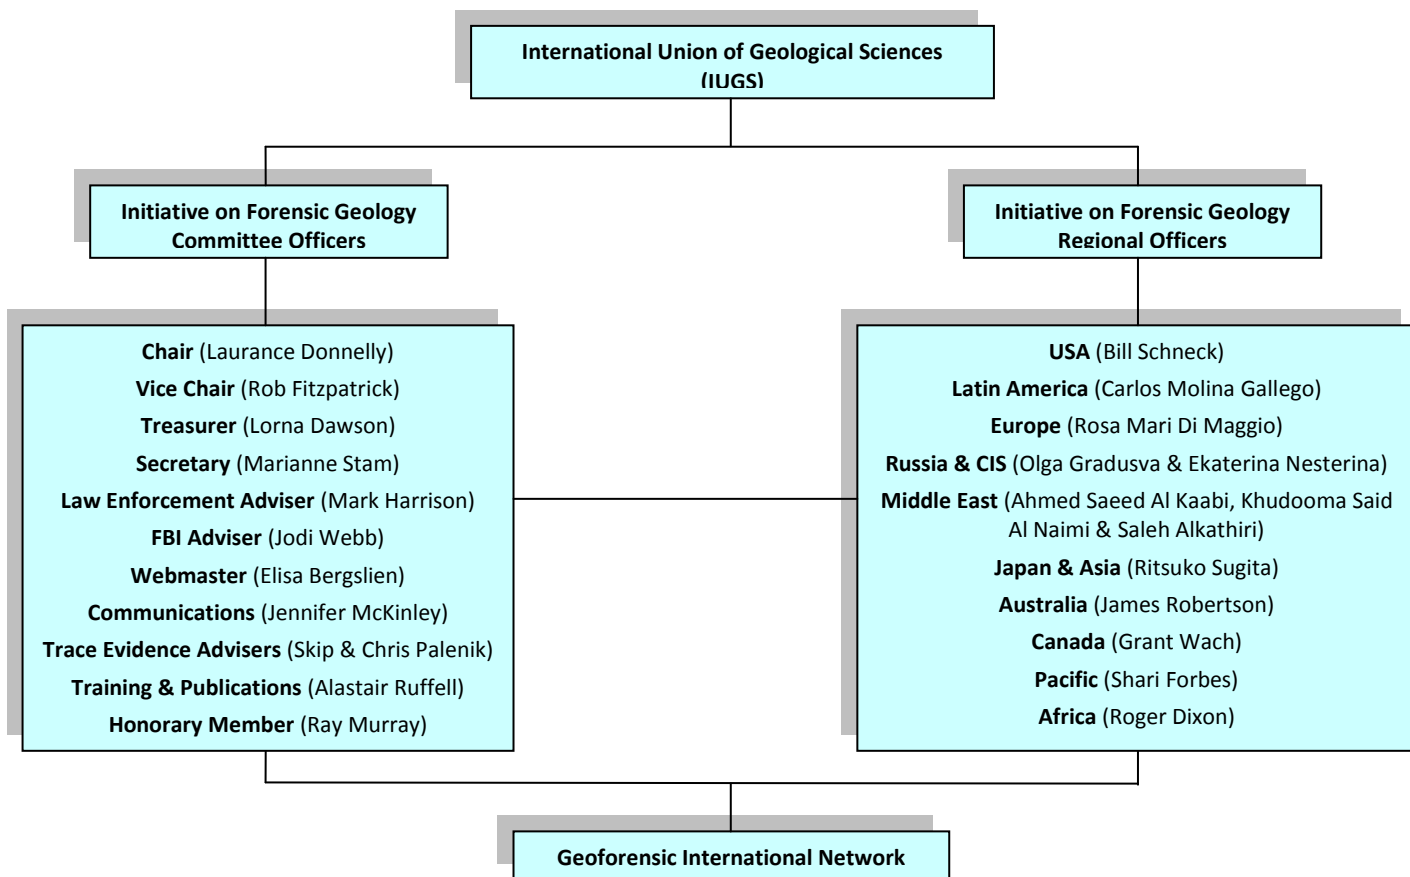 International Union of Geological Sciences
(IUGS)
Initiative on Forensic Geology
Committee Officers
Initiative on Forensic Geology
Regional Officers
Chair (Laurance Donnelly)
Vice Chair (Rob Fitzpatrick)
Treasurer (Lorna Dawson)
Secretary (Marianne Stam)
Law Enforcement Adviser (Mark Harrison)
FBI Adviser (Jodi Webb)
Webmaster (Elisa Bergslien)
Communications (Jennifer McKinley)
Trace Evidence Advisers (Skip & Chris Palenik)
Training & Publications (Alastair Ruffell)
Honorary Member (Ray Murray)
USA (Bill Schneck)
Latin America (Carlos Molina Gallego)
Europe (Rosa Mari Di Maggio)
Russia & CIS (Olga Gradusva & Ekaterina Nesterina)
Middle East (Ahmed Saeed Al Kaabi, Khudooma Said
Al Naimi & Saleh Alkathiri)
Japan & Asia (Ritsuko Sugita)
Australia (James Robertson)
Canada (Grant Wach)
Pacific (Shari Forbes)
Africa (Roger Dixon)
Geoforensic International Network